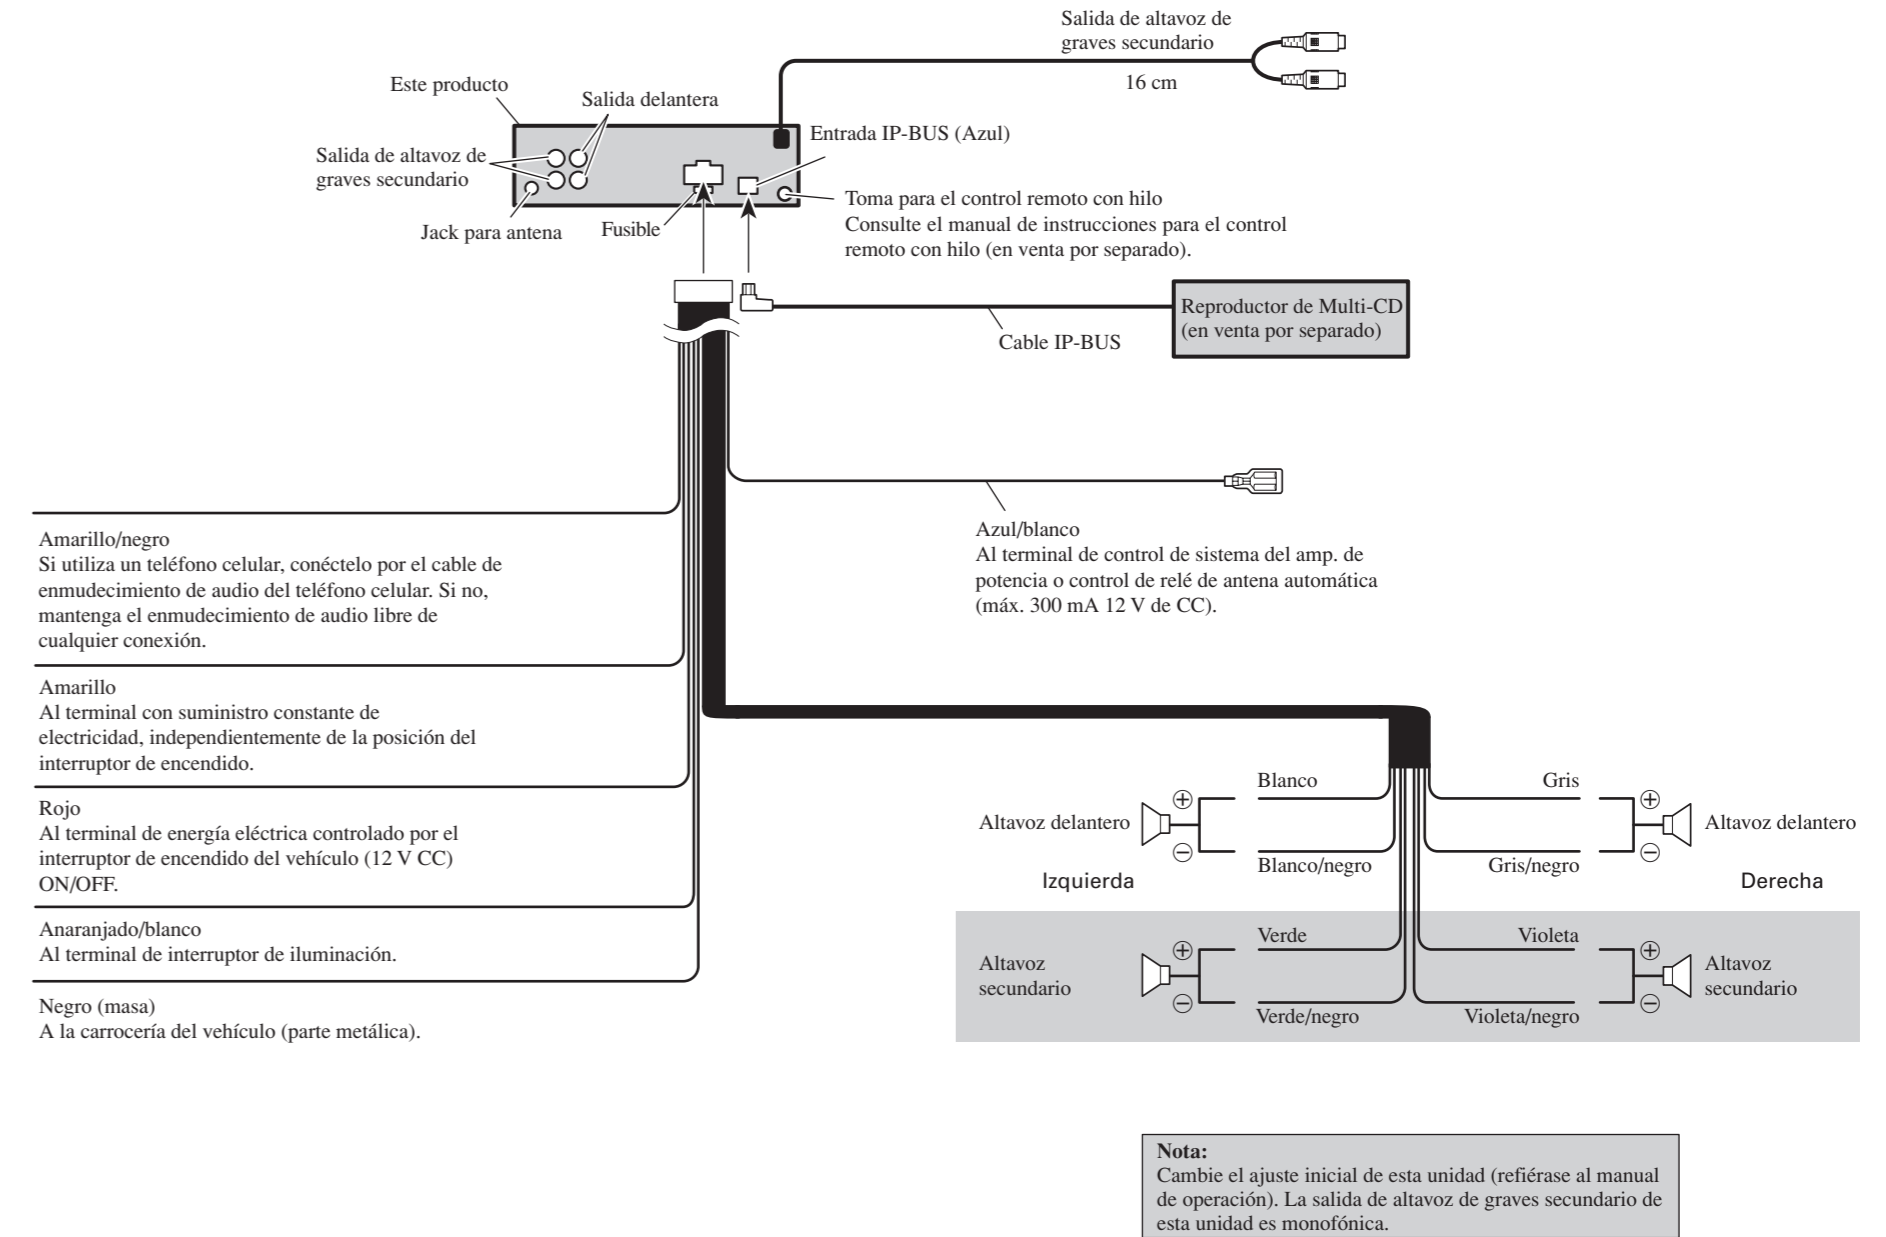 Salida de altavoz de
graves secundario
16 cm
Este producto
Salida delantera
Entrada IP-BUS (Azul)
Salida de altavoz de
graves secundario
Toma para el control remoto con hilo
Consulte el manual de instrucciones para el control
remoto con hilo (en venta por separado).
Jack para antena
Fusible
Reproductor de Multi-CD
(en venta por separado)
Cable IP-BUS
Azul/blanco
Al terminal de control de sistema del amp. de
potencia o control de relé de antena automática
(máx. 300 mA 12 V de CC).
Amarillo/negro
Si utiliza un teléfono celular, conéctelo por el cable de
enmudecimiento de audio del teléfono celular. Si no,
mantenga el enmudecimiento de audio libre de
cualquier conexión.
Amarillo
Al terminal con suministro constante de
electricidad, independientemente de la posición del
interruptor de encendido.
Rojo
Al terminal de energía eléctrica controlado por el
interruptor de encendido del vehículo (12 V CC)
ON/OFF.
Anaranjado/blanco
Al terminal de interruptor de iluminación.
Negro (masa)
A la carrocería del vehículo (parte metálica).
Blanco
Gris
Altavoz delantero
⊕
⊕
Altavoz delantero
⊖
⊖
Blanco/negro
Gris/negro
Izquierda
Derecha
Verde
Violeta
⊕
⊕
Altavoz
secundario
Altavoz
secundario
⊖
⊖
Verde/negro
Violeta/negro
Nota:
Cambie el ajuste inicial de esta unidad (refiérase al manual
de operación). La salida de altavoz de graves secundario de
esta unidad es monofónica.